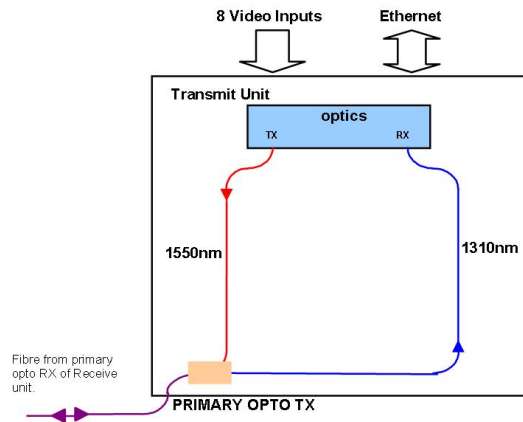 8 Video Inputs
Ethernet
Transmit Unit
optics
TX
RX
1550nm
1310nm
Fibre from primary
opto RX of Receive
unit.
PRIMARY OPTO TX